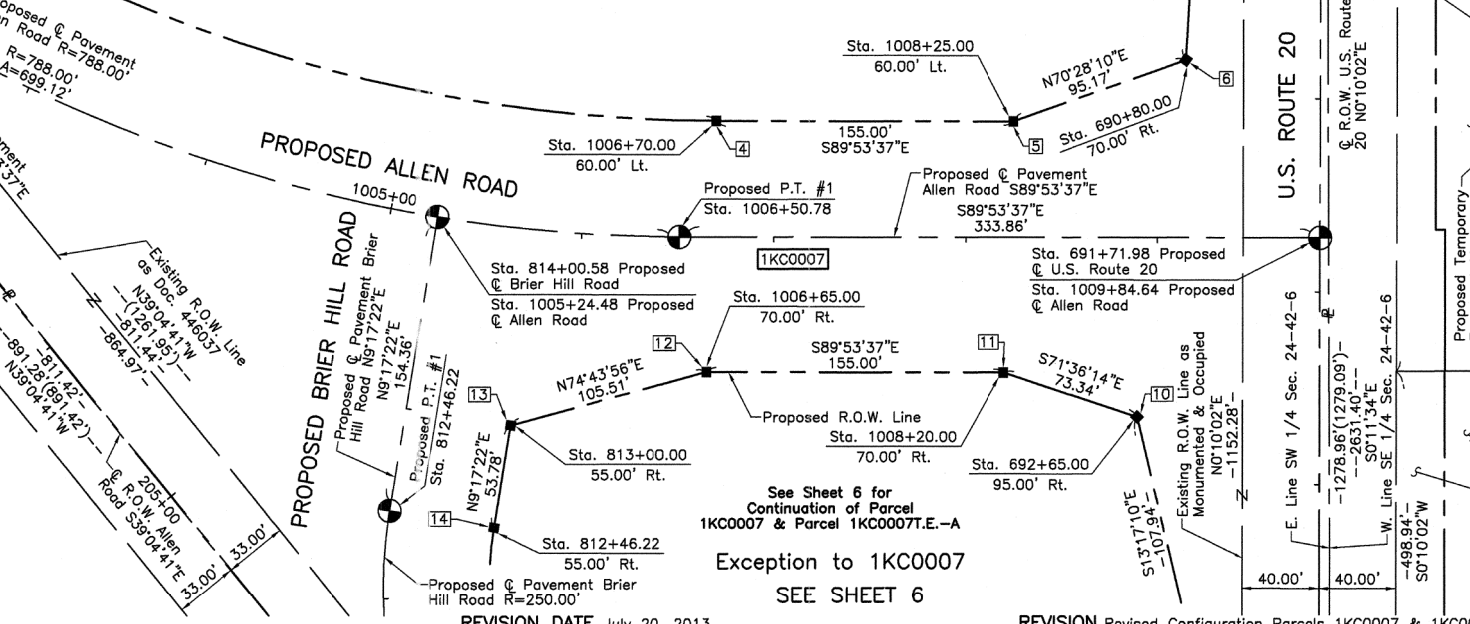 oposed ℄ Pavement
n Road R=788.00'
R=788.00'
A=699.12'
PROPOSED ALLEN ROAD
1005+00
Sta. 1006+70.00
60.00' Lt.
4
155.00'
S89°53'37"E
Sta. 1008+25.00
60.00' Lt.
5
N70°28'10"E
95.17'
6
Sta. 690+80.00
70.00' Rt.
U.S. ROUTE 20
℄ R.O.W. U.S. Route
20 N0°10'02"E
Proposed P.T. #1
Sta. 1006+50.78
Proposed ℄ Pavement
Allen Road S89°53'37"E
S89°53'37"E
333.86'
1KC0007
Sta. 691+71.98 Proposed
℄ U.S. Route 20
Sta. 1009+84.64 Proposed
℄ Allen Road
Sta. 814+00.58 Proposed
℄ Brier Hill Road
Sta. 1005+24.48 Proposed
℄ Allen Road
ement
3'37"E
Existing R.O.W. Line
as Doc. 446037
N39°04'41"W
--(1261.95')--
-811.44'-
-864.97'-
-811.42'-
--891.28'(891.42')--
N39°04'41"W
℄ R.O.W. Allen
Road S39°04'41"E
205+00
33.00'
33.00'
PROPOSED BRIER HILL ROAD
Proposed ℄ Pavement Brier
Hill Road N9°17'22"E
N9°17'22"E
154.36'
Proposed P.T. #1
Sta. 812+46.22
Sta. 1006+65.00
70.00' Rt.
12
S89°53'37"E
155.00'
11
S71°36'14"E
73.34'
10
N74°43'56"E
105.51'
13
Proposed R.O.W. Line
Sta. 1008+20.00
70.00' Rt.
Sta. 813+00.00
55.00' Rt.
N9°17'22"E
53.78'
Sta. 692+65.00
95.00' Rt.
14
Sta. 812+46.22
55.00' Rt.
See Sheet 6 for
Continuation of Parcel
1KC0007 & Parcel 1KC0007T.E.-A
Exception to 1KC0007
SEE SHEET 6
S13°17'10"E
-107.94'-
Existing R.O.W. Line as
Monumented & Occupied
N0°10'02"E
-1152.28'-
E. Line SW 1/4 Sec. 24-42-6
-1278.96'(1279.09')-
---2631.40'---
S0°11'34"E
W. Line SE 1/4 Sec. 24-42-6
-498.94'-
S0°10'02"W
Proposed Temporary
40.00'
40.00'
Proposed ℄ Pavement Brier
Hill Road R=250.00'
REVISION DATE July 20, 2013
REVISION Revised Configuration Parcels 1KC0007 & 1KC00